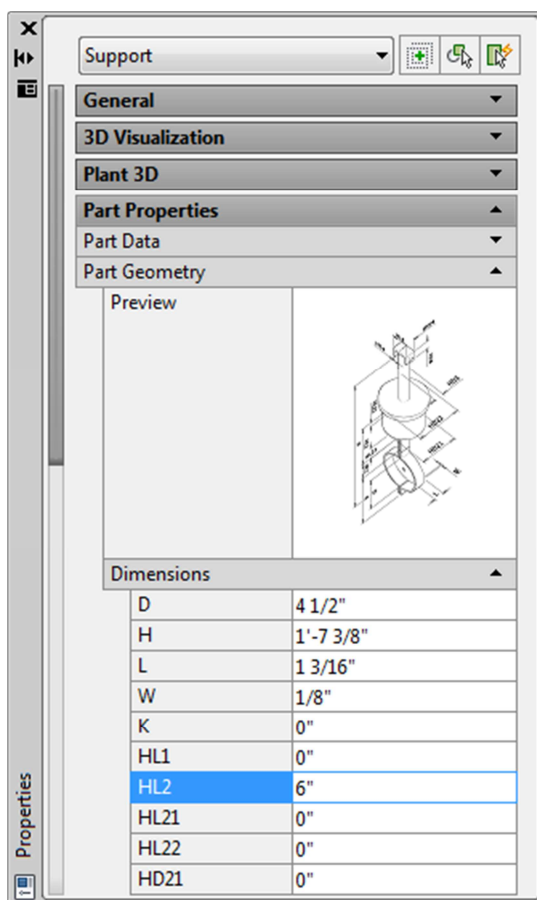 Support
General
3D Visualization
Plant 3D
Part Properties
Part Data
Part Geometry
Preview
Dimensions
D 4 1/2"
H 1'-7 3/8"
L 1 3/16"
W 1/8"
K 0"
HL1 0"
HL2 6"
HL21 0"
HL22 0"
HD21 0"
Properties